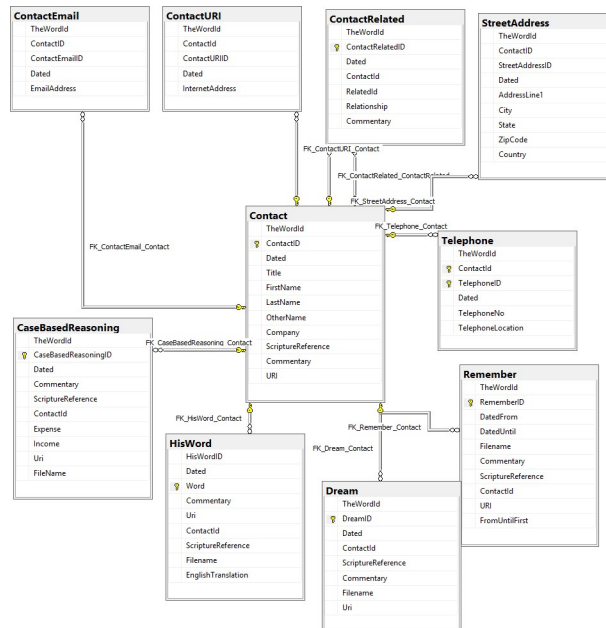 ContactEmail
TheWordId
ContactID
ContactEmailID
Dated
EmailAddress
ContactURI
TheWordId
ContactId
ContactURIID
Dated
InternetAddress
ContactRelated
TheWordId
ContactRelatedID
Dated
ContactId
RelatedId
Relationship
Commentary
StreetAddress
TheWordId
ContactID
StreetAddressID
Dated
AddressLine1
City
State
ZipCode
Country
FK_ContactURI_Contact
FK_ContactRelated_ContactRelated
FK_StreetAddress_Contact
FK_Telephone_Contact
FK_ContactEmail_Contact
Contact
TheWordId
ContactID
Dated
Title
FirstName
LastName
OtherName
Company
ScriptureReference
Commentary
URI
Telephone
TheWordId
ContactId
TelephoneID
Dated
TelephoneNo
TelephoneLocation
CaseBasedReasoning
TheWordId
CaseBasedReasoningID
Dated
Commentary
ScriptureReference
ContactId
Expense
Income
Uri
FileName
FK_CaseBasedReasoning_Contact
FK_HisWord_Contact
FK_Remember_Contact
FK_Dream_Contact
HisWord
HisWordID
Dated
Word
Commentary
Uri
ContactId
ScriptureReference
Filename
EnglishTranslation
Remember
TheWordId
RememberID
DatedFrom
DatedUntil
Filename
Commentary
ScriptureReference
ContactId
URI
FromUntilFirst
Dream
TheWordId
DreamID
Dated
ContactId
ScriptureReference
Commentary
Filename
Uri